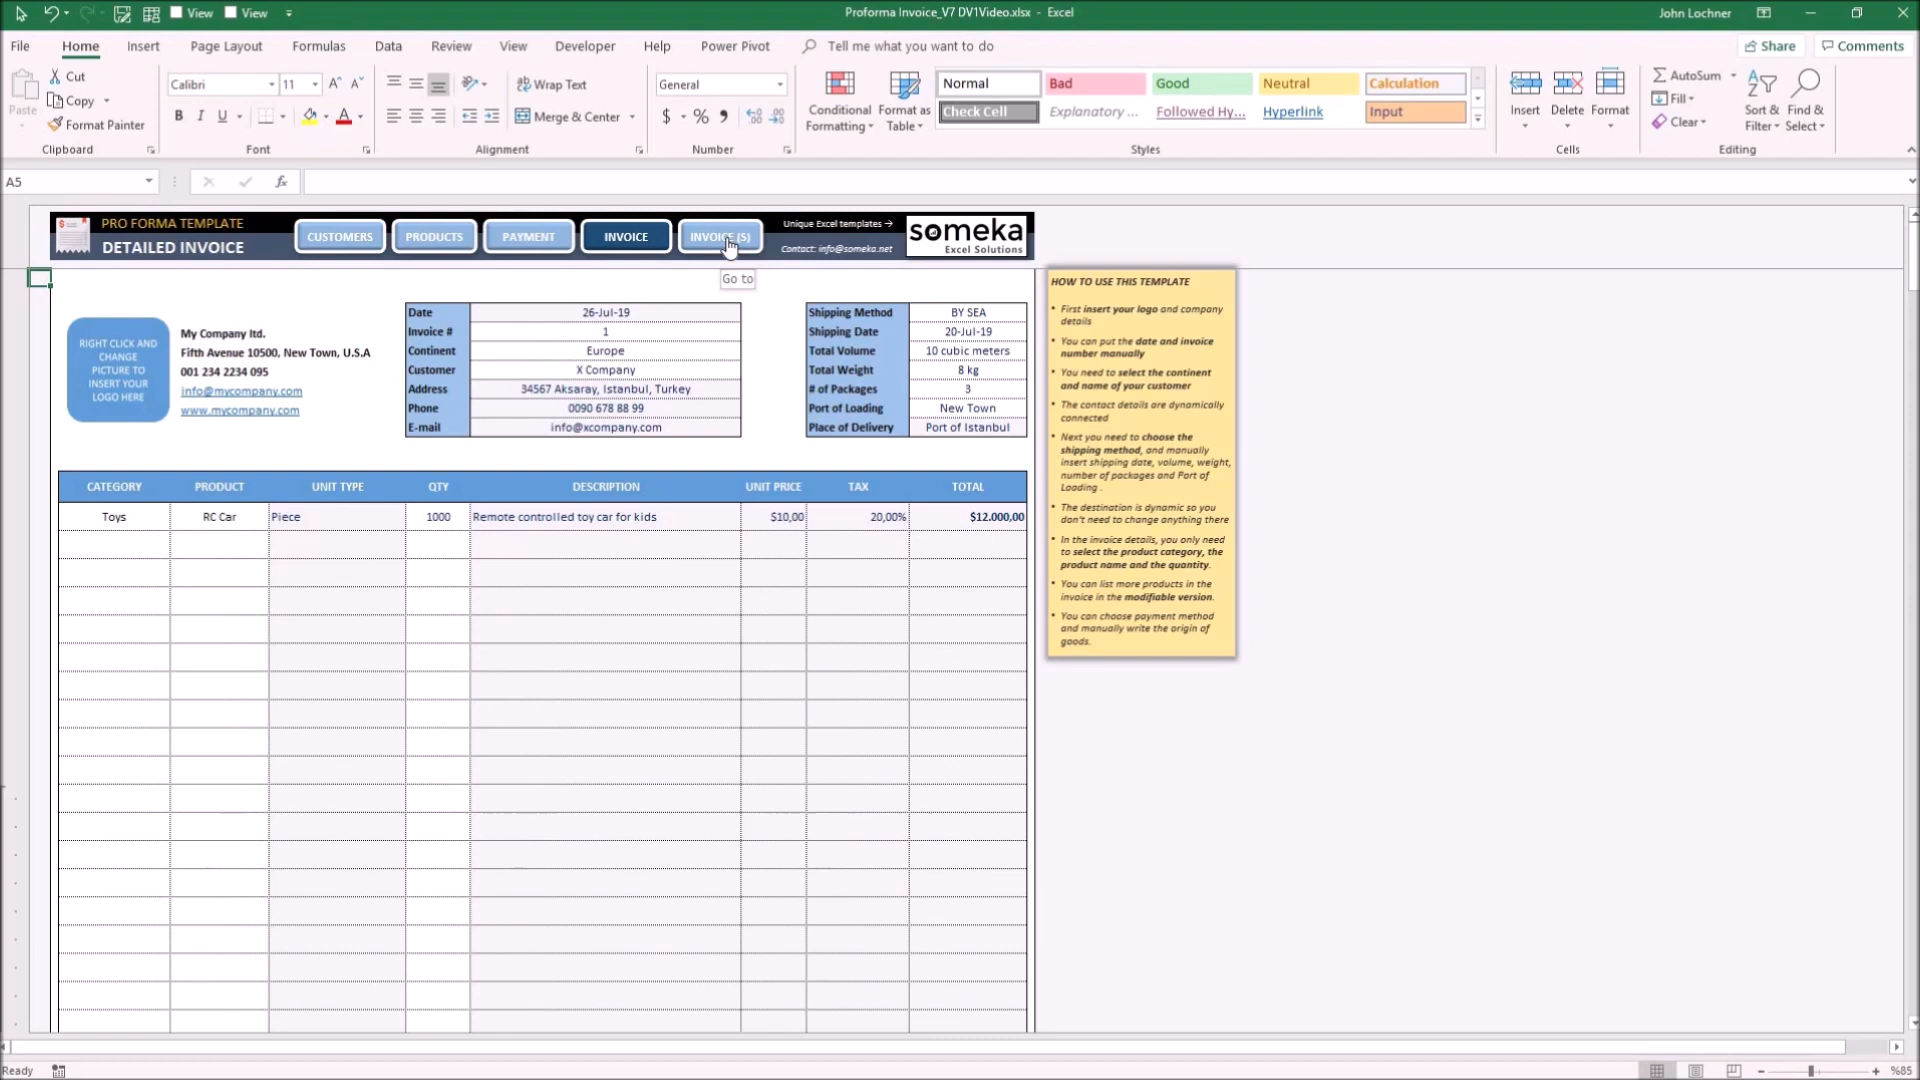 View View
Proforma Invoice_V7 DV1Video.xlsx - Excel
John Lochner
File Home Insert Page Layout Formulas Data Review View Developer Help Power Pivot Tell me what you want to do Share Comments
Paste
Cut
Copy
Format Painter
Clipboard
Calibri 11
B I U
Font
Wrap Text
Merge & Center
Alignment
General
$ % 9
Number
Conditional Formatting
Format as Table
Normal Bad Good Neutral Calculation
Check Cell Explanatory ... Followed Hy... Hyperlink Input
Styles
Insert Delete Format
Cells
AutoSum
Fill
Clear
Sort & Filter
Find & Select
Editing
A5 fx
PRO FORMA TEMPLATE
DETAILED INVOICE
CUSTOMERS PRODUCTS PAYMENT INVOICE INVOICE (S)
Unique Excel templates →
Contact: info@someka.net
someka
Excel Solutions
Go to
RIGHT CLICK AND
CHANGE
PICTURE TO
INSERT YOUR
LOGO HERE
My Company ltd.
Fifth Avenue 10500, New Town, U.S.A
001 234 2234 095
info@mycompany.com
www.mycompany.com
Date 26-Jul-19
Invoice # 1
Continent Europe
Customer X Company
Address 34567 Aksaray, Istanbul, Turkey
Phone 0090 678 88 99
E-mail info@xcompany.com
Shipping Method BY SEA
Shipping Date 20-Jul-19
Total Volume 10 cubic meters
Total Weight 8 kg
# of Packages 3
Port of Loading New Town
Place of Delivery Port of Istanbul
CATEGORY PRODUCT UNIT TYPE QTY DESCRIPTION UNIT PRICE TAX TOTAL
Toys RC Car Piece 1000 Remote controlled toy car for kids $10,00 20,00% $12.000,00
HOW TO USE THIS TEMPLATE
• First insert your logo and company
details
• You can put the date and invoice
number manually
• You need to select the continent
and name of your customer
• The contact details are dynamically
connected
• Next you need to choose the
shipping method, and manually
insert shipping date, volume, weight,
number of packages and Port of
Loading .
• The destination is dynamic so you
don't need to change anything there
• In the invoice details, you only need
to select the product category, the
product name and the quantity.
• You can list more products in the
invoice in the modifiable version.
• You can choose payment method
and manually write the origin of
goods.
Ready
%85